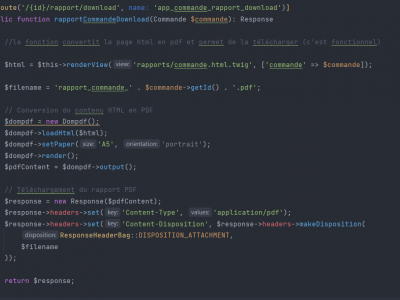 oute('/{id}/rapport/download', name: 'app_commande_rapport_download')]
lic function rapportCommandeDownload(Commande $commande): Response
//la fonction convertit la page html en pdf et permet de la télécharger (c'est fonctionnel)
$html = $this->renderView( view: 'rapports/commande.html.twig', ['commande' => $commande]);
$filename = 'rapport_commande_' . $commande->getId() . '.pdf';
// Conversion du contenu HTML en PDF
$dompdf = new Dompdf();
$dompdf->loadHtml($html);
$dompdf->setPaper( size: 'A5', orientation: 'portrait');
$dompdf->render();
$pdfContent = $dompdf->output();
// Téléchargement du rapport PDF
$response = new Response($pdfContent);
$response->headers->set( key: 'Content-Type', values: 'application/pdf');
$response->headers->set( key: 'Content-Disposition', $response->headers->makeDisposition(
disposition: ResponseHeaderBag::DISPOSITION_ATTACHMENT,
$filename
));
return $response;